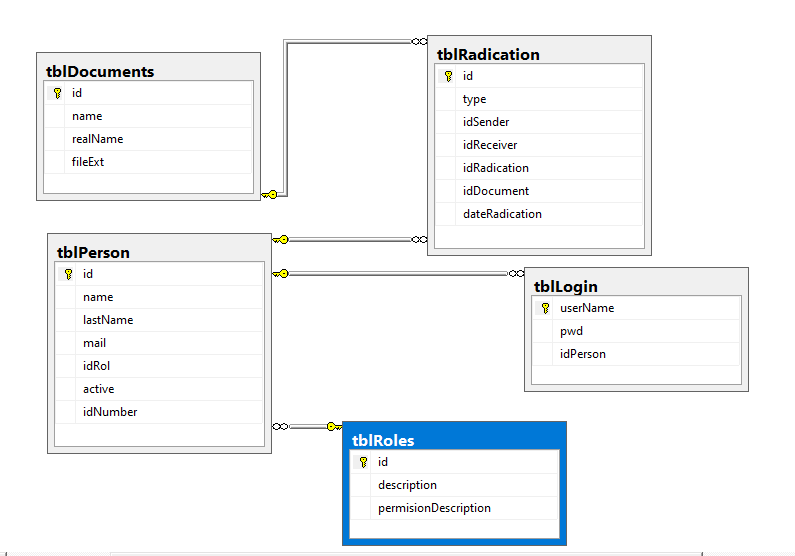 tblDocuments
id
name
realName
fileExt
tblRadication
id
type
idSender
idReceiver
idRadication
idDocument
dateRadication
tblPerson
id
name
lastName
mail
idRol
active
idNumber
tblLogin
userName
pwd
idPerson
tblRoles
id
description
permisionDescription